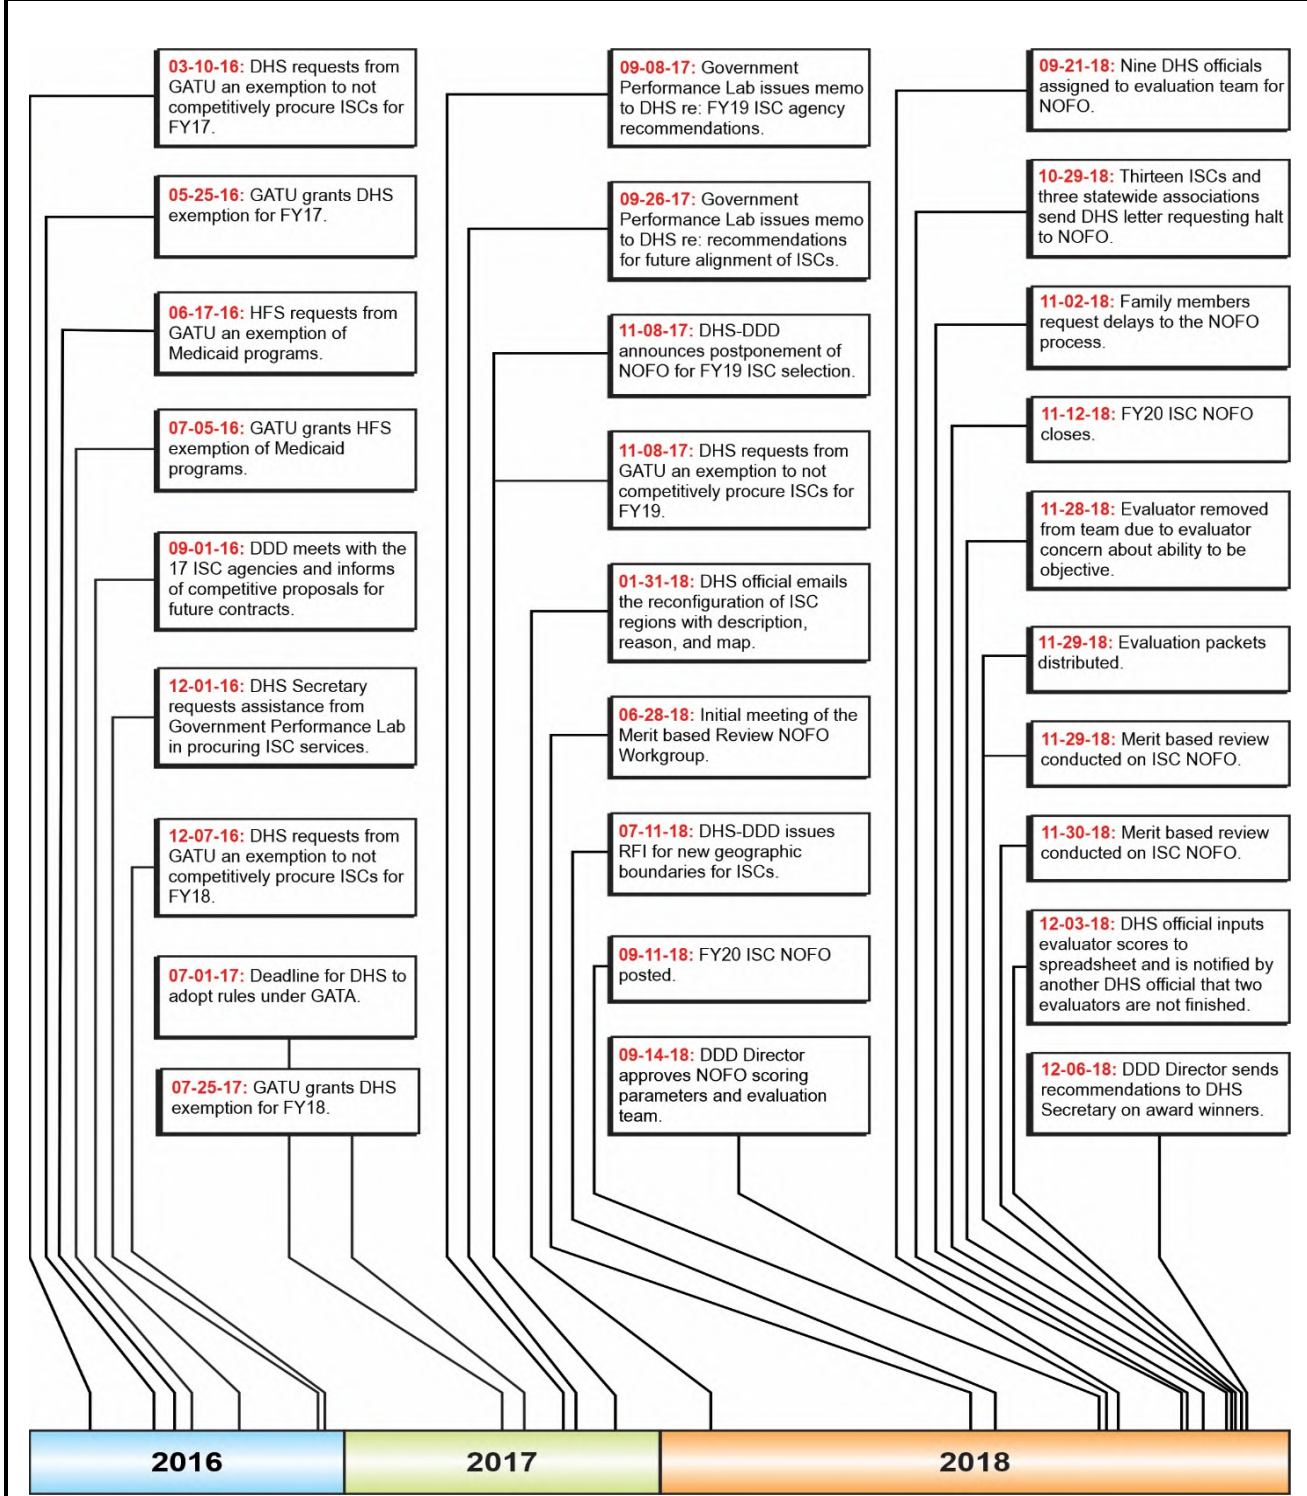 03-10-16: DHS requests from
GATU an exemption to not
competitively procure ISCs for
FY17.
05-25-16: GATU grants DHS
exemption for FY17.
06-17-16: HFS requests from
GATU an exemption of
Medicaid programs.
07-05-16: GATU grants HFS
exemption of Medicaid
programs.
09-01-16: DDD meets with the
17 ISC agencies and informs
of competitive proposals for
future contracts.
12-01-16: DHS Secretary
requests assistance from
Government Performance Lab
in procuring ISC services.
12-07-16: DHS requests from
GATU an exemption to not
competitively procure ISCs for
FY18.
07-01-17: Deadline for DHS to
adopt rules under GATA.
07-25-17: GATU grants DHS
exemption for FY18.
09-08-17: Government
Performance Lab issues memo
to DHS re: FY19 ISC agency
recommendations.
09-26-17: Government
Performance Lab issues memo
to DHS re: recommendations
for future alignment of ISCs.
11-08-17: DHS-DDD
announces postponement of
NOFO for FY19 ISC selection.
11-08-17: DHS requests from
GATU an exemption to not
competitively procure ISCs for
FY19.
01-31-18: DHS official emails
the reconfiguration of ISC
regions with description,
reason, and map.
06-28-18: Initial meeting of the
Merit based Review NOFO
Workgroup.
07-11-18: DHS-DDD issues
RFI for new geographic
boundaries for ISCs.
09-11-18: FY20 ISC NOFO
posted.
09-14-18: DDD Director
approves NOFO scoring
parameters and evaluation
team.
09-21-18: Nine DHS officials
assigned to evaluation team for
NOFO.
10-29-18: Thirteen ISCs and
three statewide associations
send DHS letter requesting halt
to NOFO.
11-02-18: Family members
request delays to the NOFO
process.
11-12-18: FY20 ISC NOFO
closes.
11-28-18: Evaluator removed
from team due to evaluator
concern about ability to be
objective.
11-29-18: Evaluation packets
distributed.
11-29-18: Merit based review
conducted on ISC NOFO.
11-30-18: Merit based review
conducted on ISC NOFO.
12-03-18: DHS official inputs
evaluator scores to
spreadsheet and is notified by
another DHS official that two
evaluators are not finished.
12-06-18: DDD Director sends
recommendations to DHS
Secretary on award winners.
2016
2017
2018